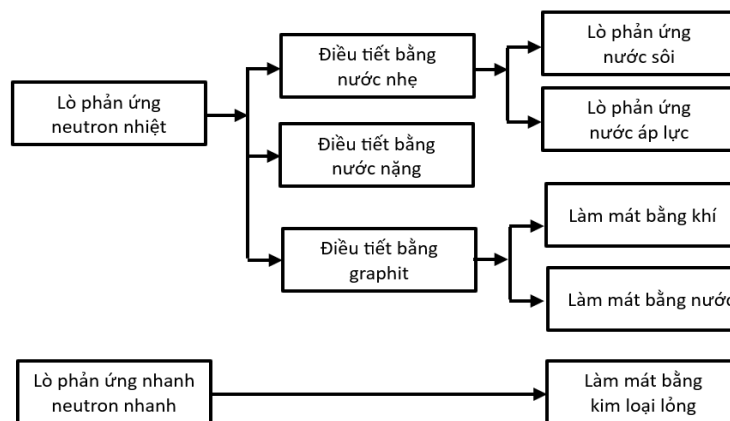 Lò phản ứng
neutron nhiệt
Điều tiết bằng
nước nhẹ
Lò phản ứng
nước sôi
Lò phản ứng
nước áp lực
Điều tiết bằng
nước nặng
Điều tiết bằng
graphit
Làm mát bằng khí
Làm mát bằng nước
Lò phản ứng nhanh
neutron nhanh
Làm mát bằng
kim loại lỏng